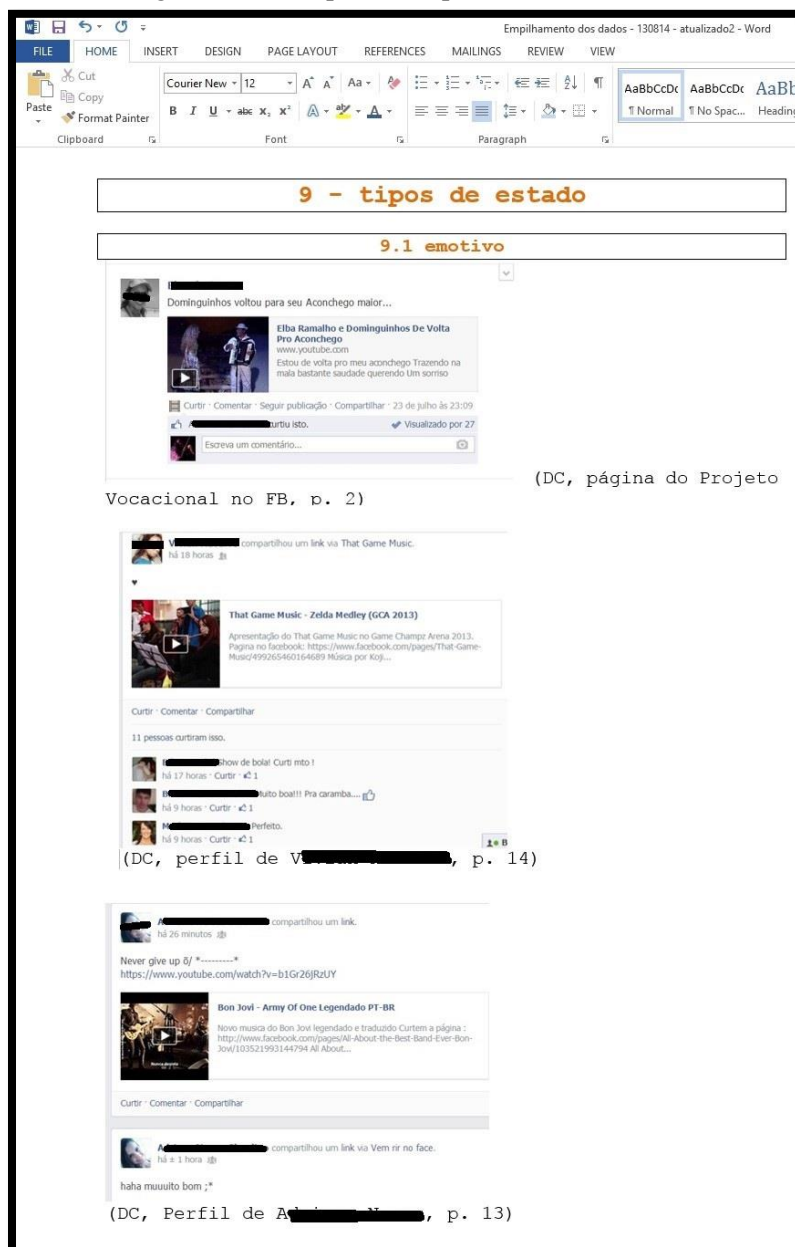 Empilhamento dos dados - 130814 - atualizado2 - Word
FILE HOME INSERT DESIGN PAGE LAYOUT REFERENCES MAILINGS REVIEW VIEW
Cut
Copy
Format Painter
Paste
Courier New 12
AaBbCcDc AaBbCcDc AaBb
¶ Normal ¶ No Spac... Heading
Clipboard Font Paragraph
9 - tipos de estado
9.1 emotivo
Dominguinhos voltou para seu Aconchego maior...
Elba Ramalho e Dominguinhos De Volta
Pro Aconchego
www.youtube.com
Estou de volta pro meu aconchego Trazendo na
mala bastante saudade querendo Um sorriso
Curtir · Comentar · Seguir publicação · Compartilhar · 23 de julho às 23:09
curtiu isto. Visualizado por 27
Escreva um comentário...
(DC, página do Projeto
Vocacional no FB, p. 2)
compartilhou um link via That Game Music.
há 18 horas
♥
That Game Music - Zelda Medley (GCA 2013)
Apresentação do That Game Music no Game Champz Arena 2013.
Pagina no facebook: https://www.facebook.com/pages/That-Game-
Music/499265460164689 Música por Koji...
Curtir · Comentar · Compartilhar
11 pessoas curtiram isso.
Show de bola! Curti mto !
há 17 horas · Curtir · 1
Muito boa!!! Pra caramba....
há 9 horas · Curtir · 1
Perfeito.
há 9 horas · Curtir · 1
(DC, perfil de , p. 14)
compartilhou um link.
há 26 minutos
Never give up õ/ *---------*
https://www.youtube.com/watch?v=b1Gr26JRzUY
Bon Jovi - Army Of One Legendado PT-BR
Novo musica do Bon Jovi legendado e traduzido Curtem a página :
http://www.facebook.com/pages/All-About-the-Best-Band-Ever-Bon-
Jovi/103521993144794 All About...
Curtir · Comentar · Compartilhar
compartilhou um link via Vem rir no face.
há ± 1 hora
haha muuuito bom ;*
(DC, Perfil de , p. 13)